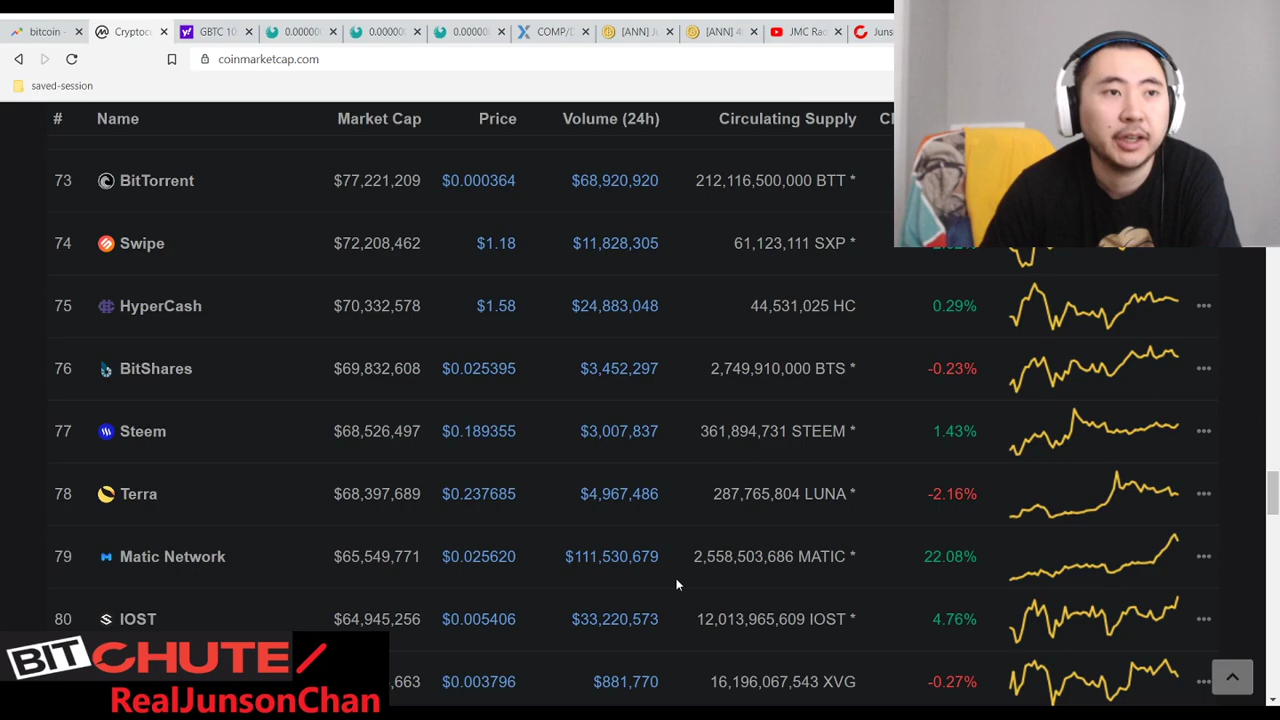 bitcoin
Cryptocu
GBTC 10
0.00000
0.00000
0.00000
COMP/D
[ANN] J
[ANN] 4
JMC Rad
Juns
coinmarketcap.com
saved-session
# Name Market Cap Price Volume (24h) Circulating Supply
73 BitTorrent $77,221,209 $0.000364 $68,920,920 212,116,500,000 BTT *
74 Swipe $72,208,462 $1.18 $11,828,305 61,123,111 SXP *
75 HyperCash $70,332,578 $1.58 $24,883,048 44,531,025 HC 0.29%
76 BitShares $69,832,608 $0.025395 $3,452,297 2,749,910,000 BTS * -0.23%
77 Steem $68,526,497 $0.189355 $3,007,837 361,894,731 STEEM * 1.43%
78 Terra $68,397,689 $0.237685 $4,967,486 287,765,804 LUNA * -2.16%
79 Matic Network $65,549,771 $0.025620 $111,530,679 2,558,503,686 MATIC * 22.08%
80 IOST $64,945,256 $0.005406 $33,220,573 12,013,965,609 IOST * 4.76%
,663 $0.003796 $881,770 16,196,067,543 XVG -0.27%
BITCHUTE/
RealJunsonChan